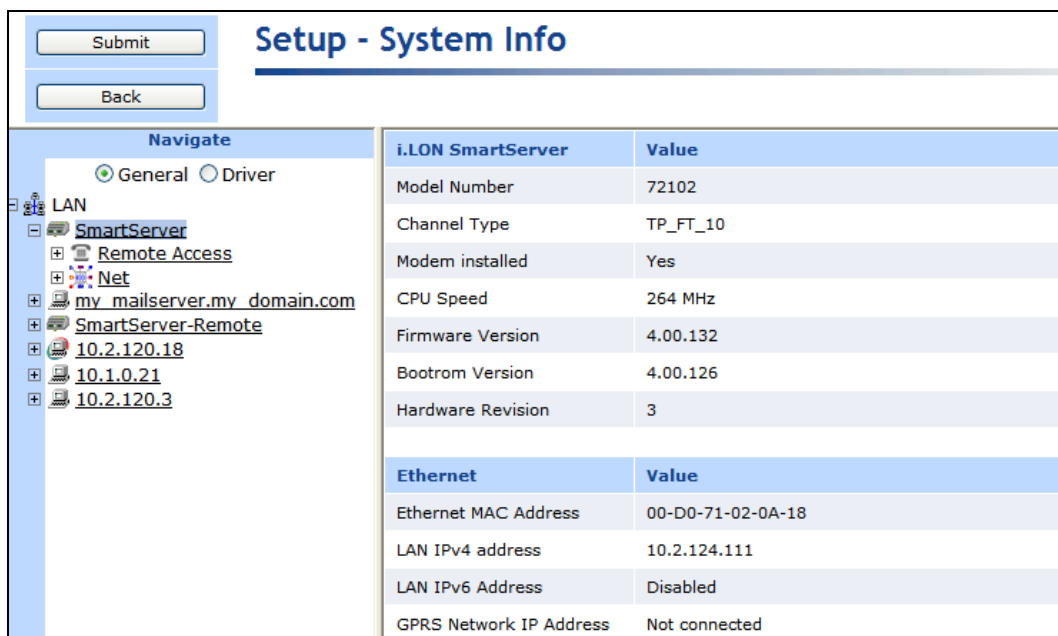 Submit
Setup - System Info
Back
Navigate
General Driver
LAN
SmartServer
Remote Access
Net
my_mailserver.my_domain.com
SmartServer-Remote
10.2.120.18
10.1.0.21
10.2.120.3
i.LON SmartServer Value
Model Number 72102
Channel Type TP_FT_10
Modem installed Yes
CPU Speed 264 MHz
Firmware Version 4.00.132
Bootrom Version 4.00.126
Hardware Revision 3
Ethernet Value
Ethernet MAC Address 00-D0-71-02-0A-18
LAN IPv4 address 10.2.124.111
LAN IPv6 Address Disabled
GPRS Network IP Address Not connected